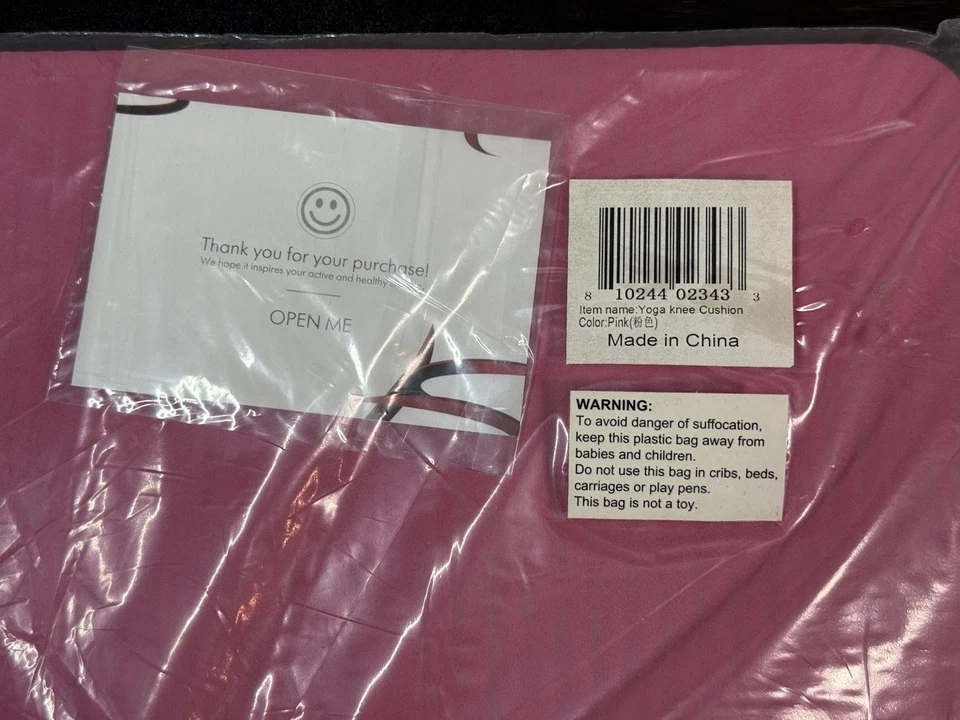 Thank you for your purchase!
We hope it inspires your active and healthy
OPEN ME
8 10244 02343 3
Item name:Yoga knee Cushion
Color:Pink(粉色)
Made in China
WARNING:
To avoid danger of suffocation,
keep this plastic bag away from
babies and children.
Do not use this bag in cribs, beds,
carriages or play pens.
This bag is not a toy.